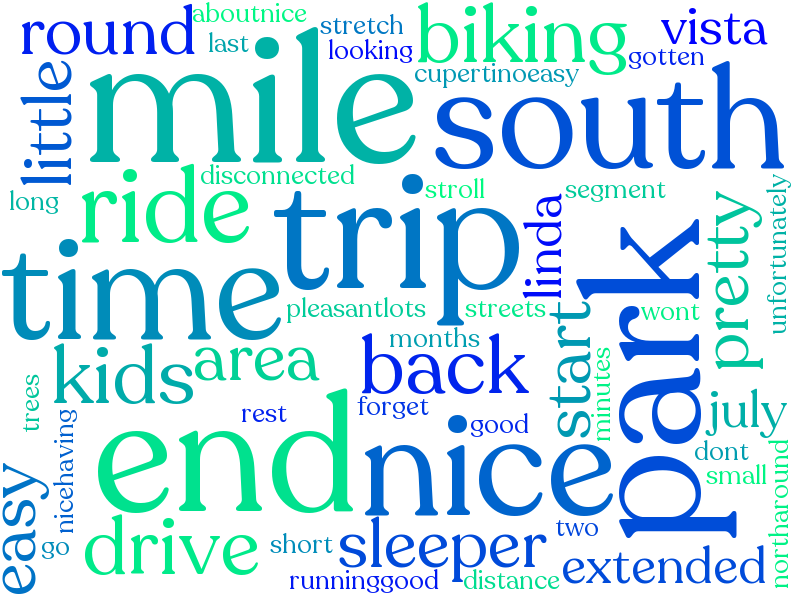 aboutnice
stretch
round
last
looking
biking
vista
gotten
mile
cupertinoeasy
south
little
disconnected
long
ride
stroll
segment
trip
linda
pretty
unfortunately
time
park
pleasantlots
streets
start
wont
months
kids
area
back
minutes
trees
rest
forget
good
july
end
nice
nicehaving
dont
small
northaround
easy
go
drive
short
sleeper
two
extended
runninggood
distance